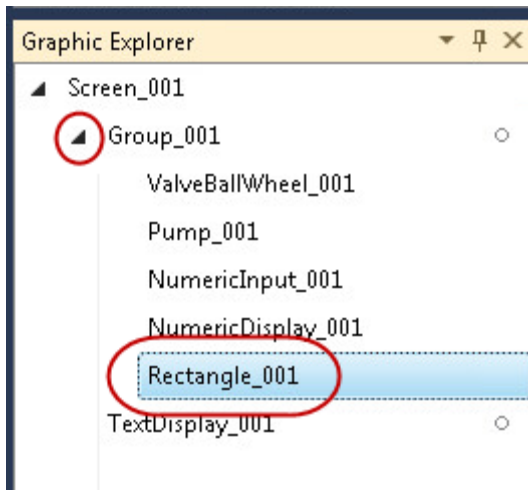 Graphic Explorer
Screen_001
Group_001
ValveBallWheel_001
Pump_001
NumericInput_001
NumericDisplay_001
Rectangle_001
TextDisplay_001